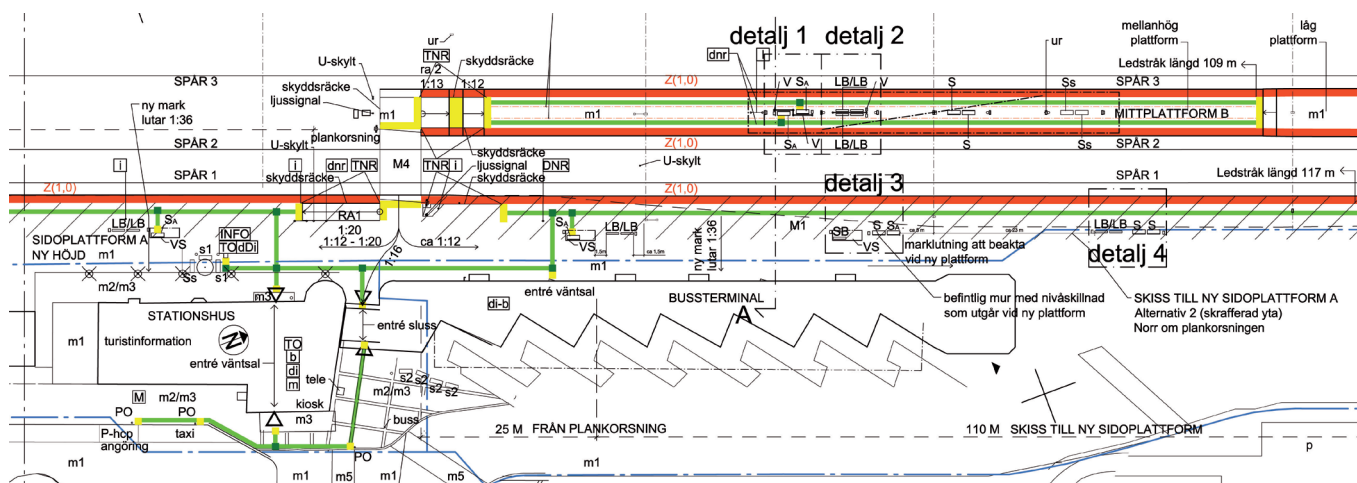 detalj 1
detalj 2
mellanhög
plattform
låg
plattform
ur
TNR
ra 2
1:13
1:12
skyddsräcke
dnr
i
ur
Ledstråk längd 109 m
U-skylt
SPÅR 3
Z(1,0)
V
SA
LB/LB
V
S
Ss
SPÅR 3
skyddsräcke
ljussignal
ny mark
lutar 1:36
m1
m1
m1
MITTPLATTFORM B
m1
plankorsning
U-skylt
SPÅR 2
Z(1,0)
SA
V
LB/LB
S
Ss
SPÅR 2
i
i
dnr
TNR
M4
TNR
i
skyddsräcke
ljussignal
skyddsräcke
DNR
U-skylt
SPÅR 1
Z(1,0)
skyddsräcke
Z(1,0)
detalj 3
SPÅR 1
Ledstråk längd 117 m
LB/LB
SA
VS
RA1
1:20
1:12 - 1:20
ca 1:12
SA
VS
LB/LB
M1
SB
VS
S
SA
LB/LB
S
S
SIDOPLATTFORM A
NY HÖJD
m1
INFO
TO
dDi
s1
Ss
s1
1:16
m1
ny mark
lutar 1:36
marklutning att beakta
vid ny plattform
detalj 4
m2/m3
m3
entré väntsal
di-b
BUSSTERMINAL
A
befintlig mur med nivåskillnad
som utgår vid ny plattform
SKISS TILL NY SIDOPLATTFORM A
Alternativ 2 (skrafferad yta)
Norr om plankorsningen
STATIONSHUS
N
turistinformation
entré väntsal
entré sluss
m1
TO
b
di
m
tele
kiosk
m3
s2
s2
s2
s2
m2/m3
buss
M
m2/m3
PO
PO
P-hcp
angöring
taxi
PO
25 M FRÅN PLANKORSNING
110 M SKISS TILL NY SIDOPLATTFORM
p
m1
m1
m5
m1
m5
m1